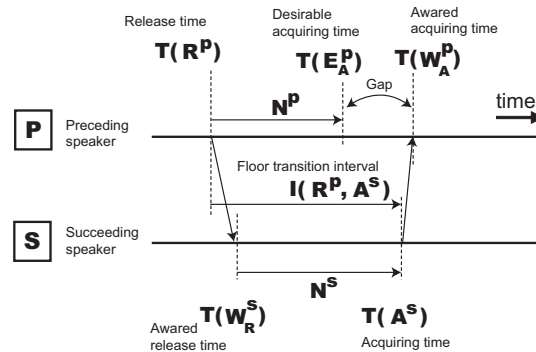 Release time
Desirable
acquiring time
Awared
acquiring time
T(R^p)
T(E_A^p)
T(W_A^p)
Gap
N^p
time
P
Preceding
speaker
Floor transition interval
I(R^p, A^s)
S
Succeeding
speaker
N^s
T(W_R^s)
T(A^s)
Awared
release time
Acquiring time